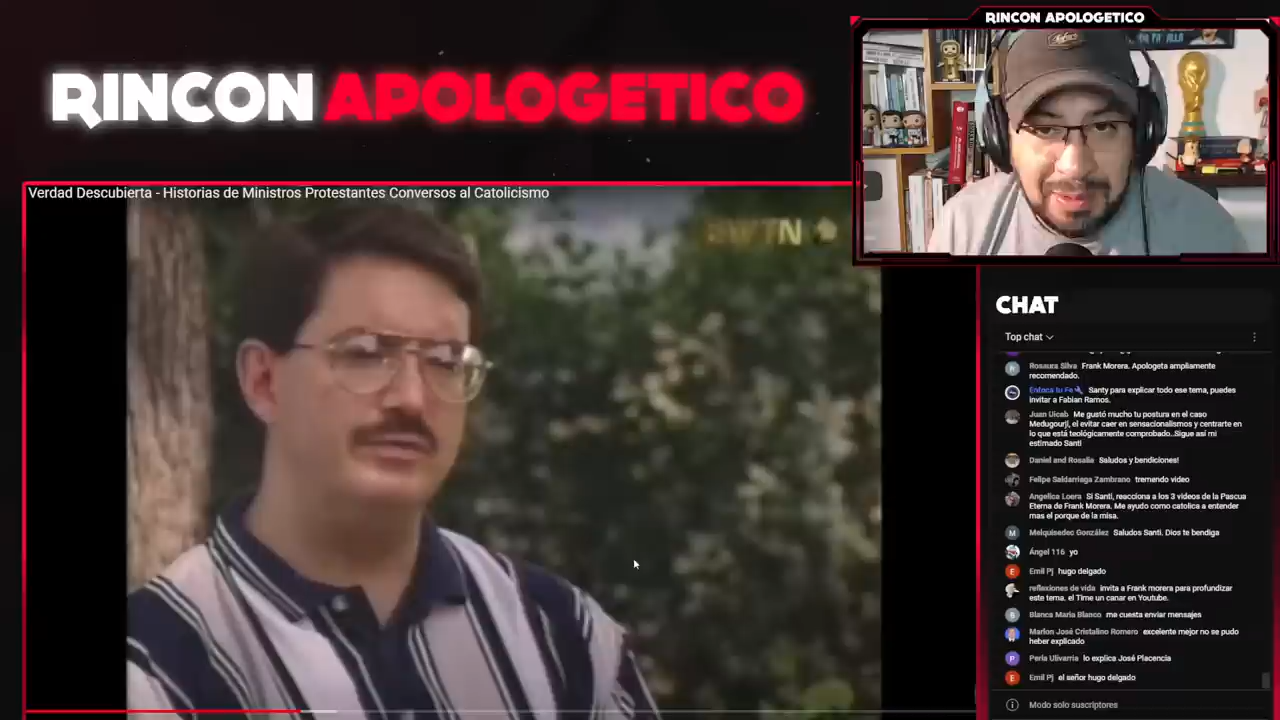 RINCON APOLOGETICO
RINCON APOLOGETICO
Verdad Descubierta - Historias de Ministros Protestantes Conversos al Catolicismo
EWTN
CHAT
Top chat
Rosaura Silva Frank Morera. Apologeta ampliamente
recomendado.
Enfoca tu Fe Santy para explicar todo ese tema, puedes
invitar a Fabian Ramos.
Juan Uicab Me gustó mucho tu postura en el caso
Medugourji, el evitar caer en sensacionalismos y centrarte en
lo que está teológicamente comprobado..Sigue así mi
estimado Santi
Daniel and Rosalia Saludos y bendiciones!
Felipe Saldarriaga Zambrano tremendo video
Angelica Loera Si Santi, reacciona a los 3 videos de la Pascua
Eterna de Frank Morera. Me ayudo como catolica a entender
mas el porque de la misa.
Melquisedec González Saludos Santi. Dios te bendiga
Ángel 116 yo
Emil Pj hugo delgado
reflexiones de vida invita a Frank morera para profundizar
este tema. el Time un canar en Youtube.
Blanca Maria Blanco me cuesta enviar mensajes
Marlon José Cristalino Romero excelente mejor no se pudo
heber explicado
Perla Ulivarria lo explica José Placencia
Emil Pj el señor hugo delgado
Modo solo suscriptores